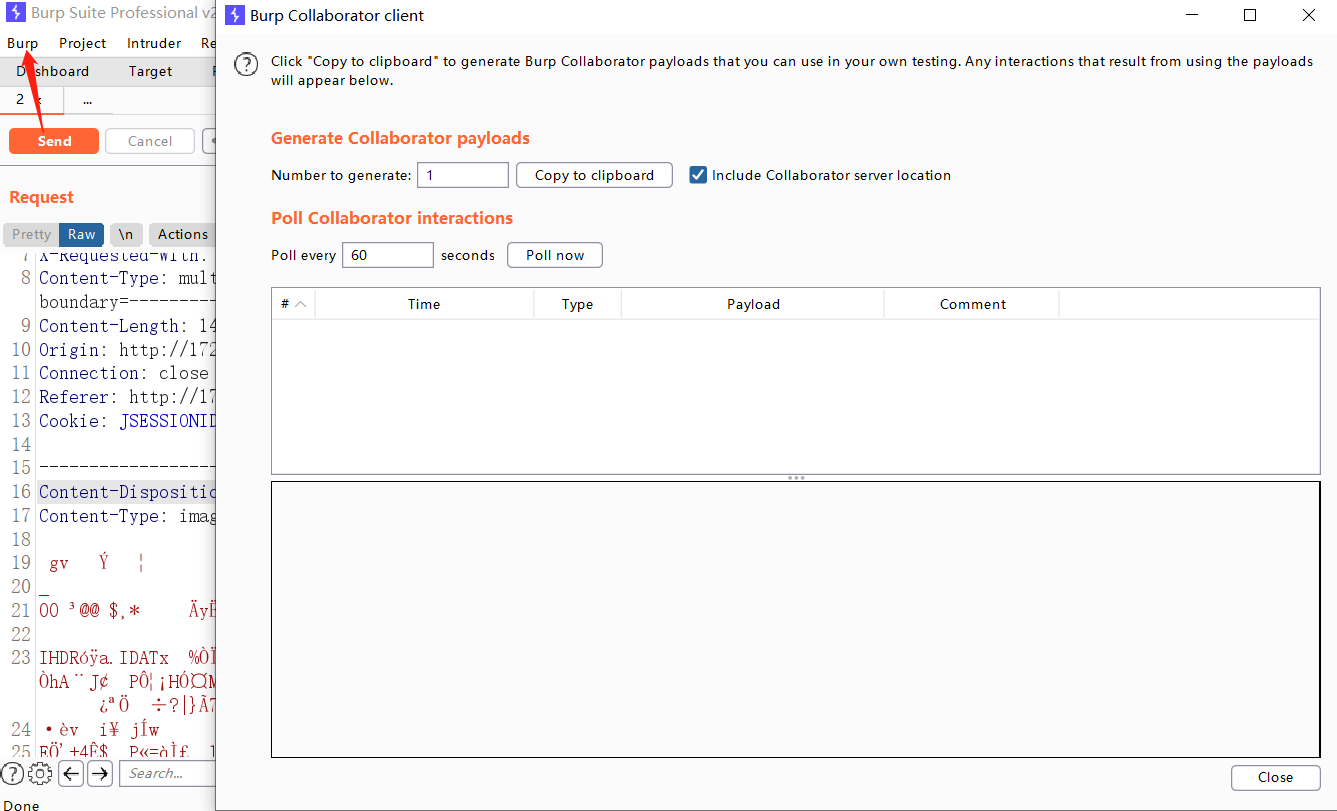 Burp Suite Professional v2
Burp Project Intruder Re
Dashboard Target
2 ...
Send Cancel
Request
Pretty Raw \n Actions
7 X-Requested-With:
8 Content-Type: mult
boundary=---------
9 Content-Length: 14
10 Origin: http://172
11 Connection: close
12 Referer: http://17
13 Cookie: JSESSIONID
14
15 ------------------
16 Content-Dispositio
17 Content-Type: imag
18
19 gv Ý ¦
20 _
21 00 ³@@ $,* ÄyË
22
23 IHDRóÿa.IDATx %ÒÏ
ÒhA¨J¢ PÔ¦¡HÓ¤M
¿ªÖ ÷?|}Ã7
24 •èv i¥ jÍw
25
Search...
Done
Burp Collaborator client
Click "Copy to clipboard" to generate Burp Collaborator payloads that you can use in your own testing. Any interactions that result from using the payloads
will appear below.
Generate Collaborator payloads
Number to generate: 1 Copy to clipboard Include Collaborator server location
Poll Collaborator interactions
Poll every 60 seconds Poll now
# Time Type Payload Comment
Close